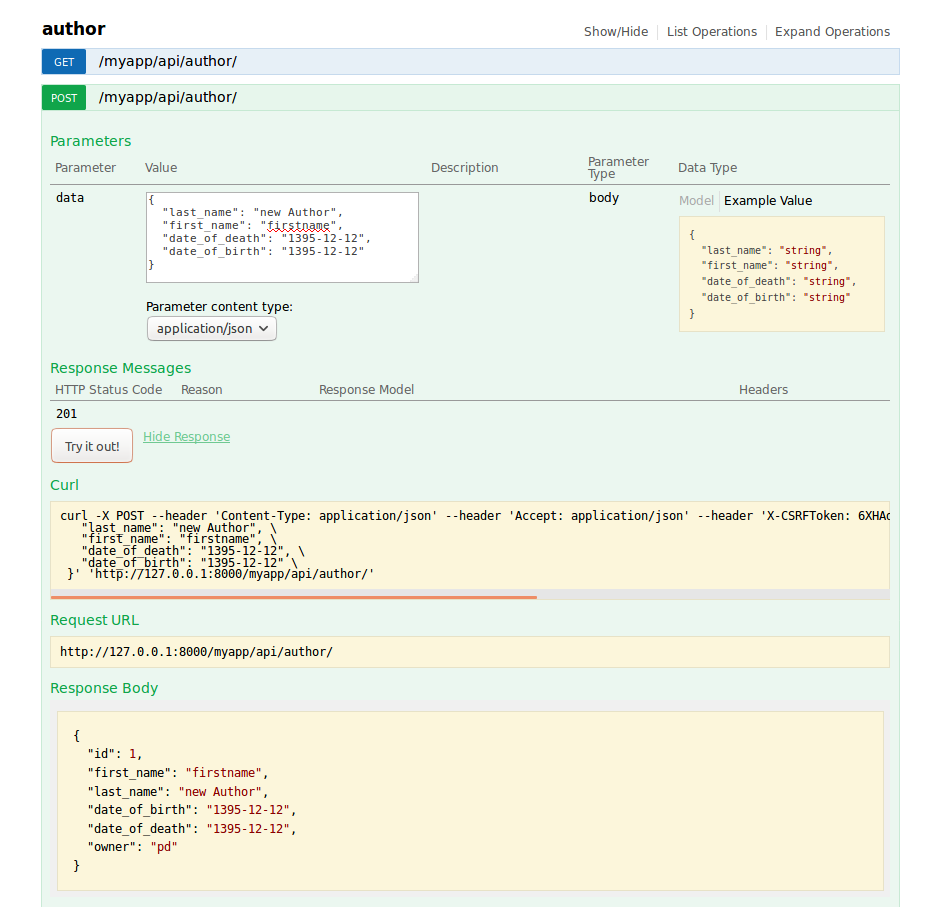 author
Show/Hide List Operations Expand Operations
GET /myapp/api/author/
POST /myapp/api/author/
Parameters
Parameter Value Description Parameter Type Data Type
data
{
"last_name": "new Author",
"first_name": "firstname",
"date_of_death": "1395-12-12",
"date_of_birth": "1395-12-12"
}
Parameter content type:
application/json
body
Model Example Value
{
"last_name": "string",
"first_name": "string",
"date_of_death": "string",
"date_of_birth": "string"
}
Response Messages
HTTP Status Code Reason Response Model Headers
201
Try it out! Hide Response
Curl
curl -X POST --header 'Content-Type: application/json' --header 'Accept: application/json' --header 'X-CSRFToken: 6XHAd
"last_name": "new Author", \
"first_name": "firstname", \
"date_of_death": "1395-12-12", \
"date_of_birth": "1395-12-12" \
}' 'http://127.0.0.1:8000/myapp/api/author/'
Request URL
http://127.0.0.1:8000/myapp/api/author/
Response Body
{
"id": 1,
"first_name": "firstname",
"last_name": "new Author",
"date_of_birth": "1395-12-12",
"date_of_death": "1395-12-12",
"owner": "pd"
}